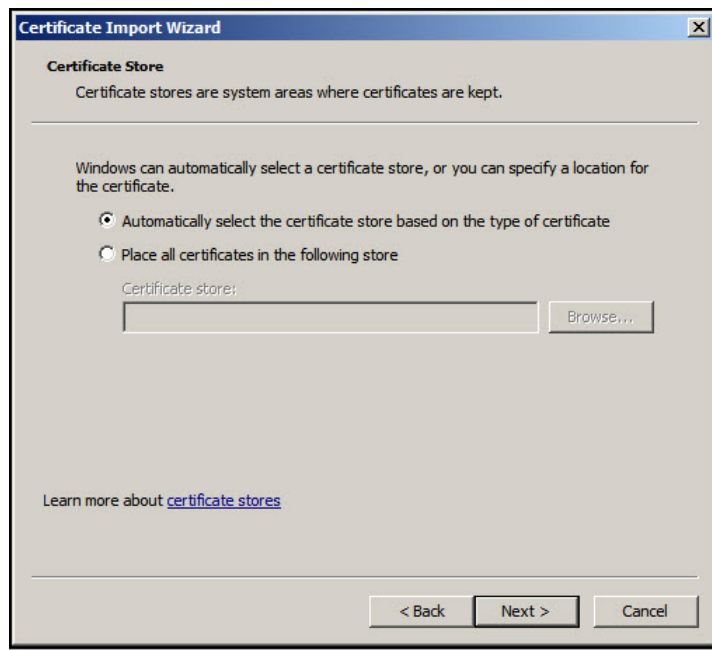 Certificate Import Wizard
Certificate Store
Certificate stores are system areas where certificates are kept.
Windows can automatically select a certificate store, or you can specify a location for
the certificate.
Automatically select the certificate store based on the type of certificate
Place all certificates in the following store
Certificate store:
Browse...
Learn more about certificate stores
< Back Next > Cancel